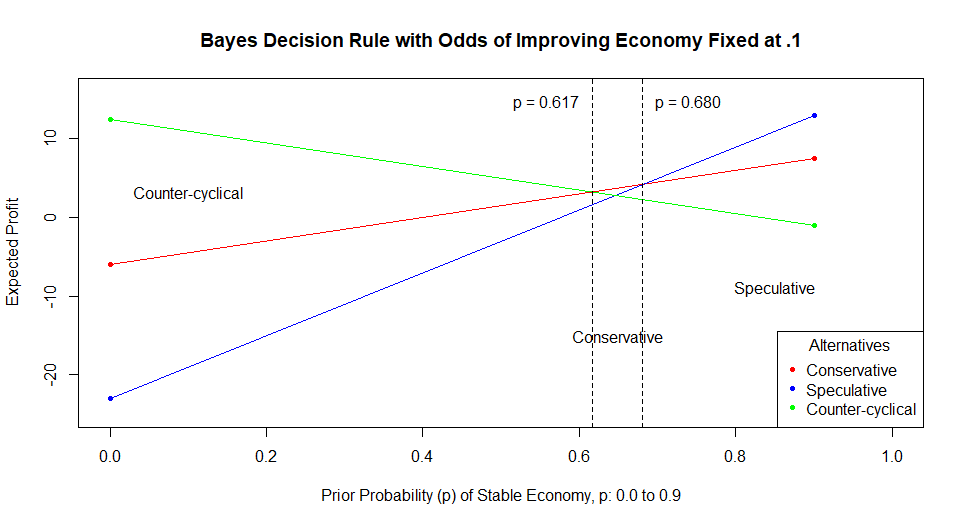 Bayes Decision Rule with Odds of Improving Economy Fixed at .1
p = 0.617
p = 0.680
10
0
-10
-20
Expected Profit
Counter-cyclical
Speculative
Conservative
Alternatives
Conservative
Speculative
Counter-cyclical
0.0
0.2
0.4
0.6
0.8
1.0
Prior Probability (p) of Stable Economy, p: 0.0 to 0.9